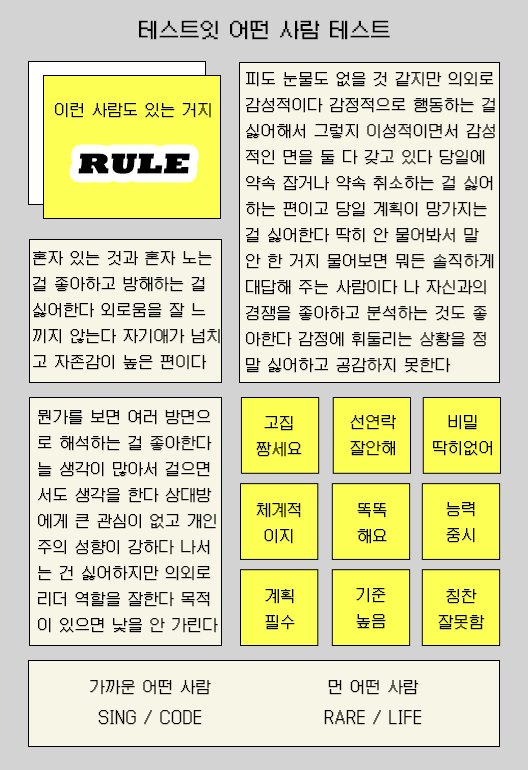 테스트잇 어떤 사람 테스트
이런 사람도 있는 거지
RULE
피도 눈물도 없을 것 같지만 의외로
감성적이다 감정적으로 행동하는 걸
싫어해서 그렇지 이성적이면서 감성
적인 면을 둘 다 갖고 있다 당일에
약속 잡거나 약속 취소하는 걸 싫어
하는 편이고 당일 계획이 망가지는
걸 싫어한다 딱히 안 물어봐서 말
안 한 거지 물어보면 뭐든 솔직하게
대답해 주는 사람이다 나 자신과의
경쟁을 좋아하고 분석하는 것도 좋
아한다 감정에 휘둘리는 상황을 정
말 싫어하고 공감하지 못한다
혼자 있는 것과 혼자 노는
걸 좋아하고 방해하는 걸
싫어한다 외로움을 잘 느
끼지 않는다 자기애가 넘치
고 자존감이 높은 편이다
뭔가를 보면 여러 방면으
로 해석하는 걸 좋아한다
늘 생각이 많아서 걸으면
서도 생각을 한다 상대방
에게 큰 관심이 없고 개인
주의 성향이 강하다 나서
는 건 싫어하지만 의외로
리더 역할을 잘한다 목적
이 있으면 낯을 안 가린다
고집
짱세요
선연락
잘안해
비밀
딱히없어
체계적
이지
똑똑
해요
능력
중시
계획
필수
기준
높음
칭찬
잘못함
가까운 어떤 사람
SING / CODE
먼 어떤 사람
RARE / LIFE